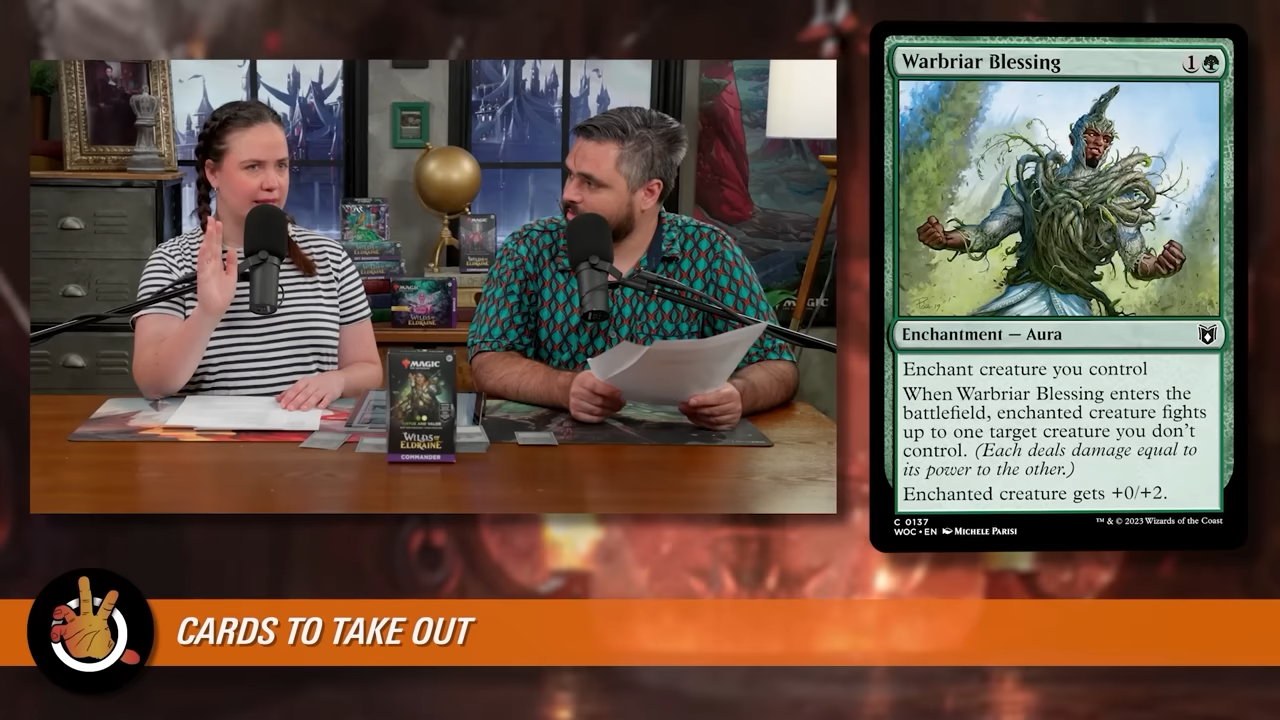 Warbriar Blessing 1
Enchantment — Aura
Enchant creature you control
When Warbriar Blessing enters the
battlefield, enchanted creature fights
up to one target creature you don't
control. (Each deals damage equal to
its power to the other.)
Enchanted creature gets +0/+2.
C 0137
WOC • EN MICHELE PARISI
™ & © 2023 Wizards of the Coast
MAGIC
WILDS OF
ELDRAINE
COMMANDER
CARDS TO TAKE OUT